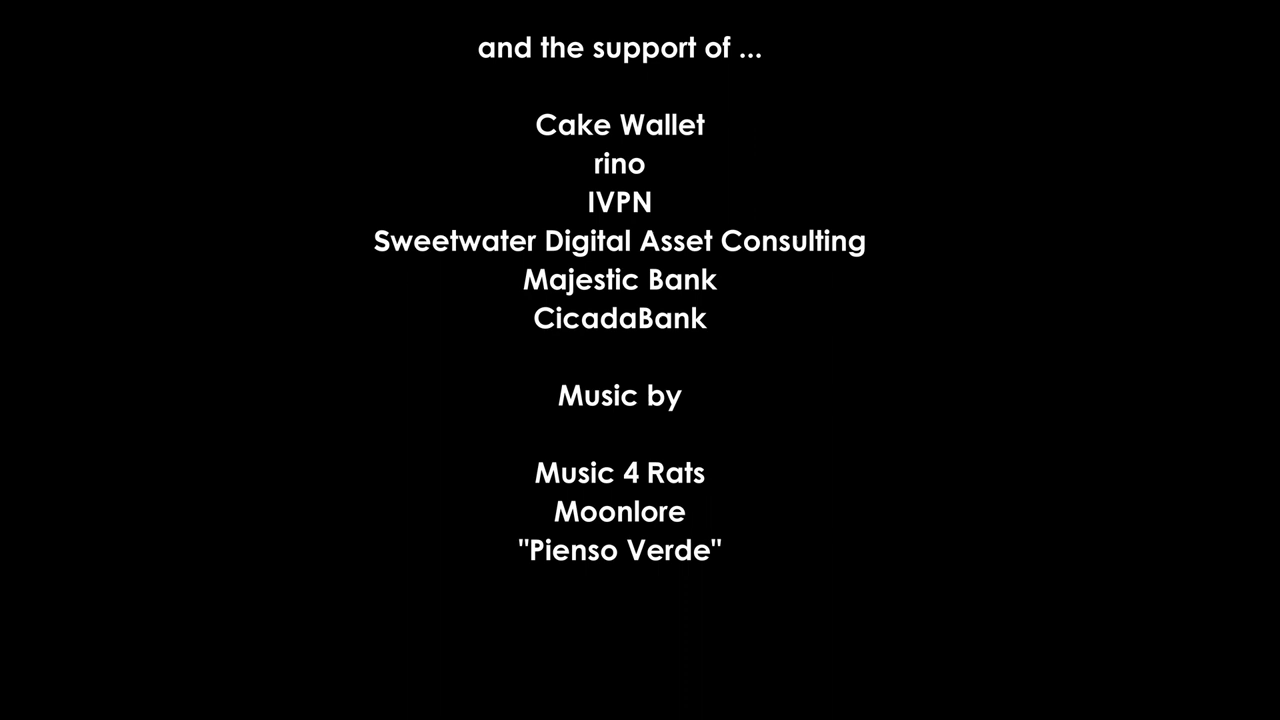 and the support of ...
Cake Wallet
rino
IVPN
Sweetwater Digital Asset Consulting
Majestic Bank
CicadaBank
Music by
Music 4 Rats
Moonlore
"Pienso Verde"